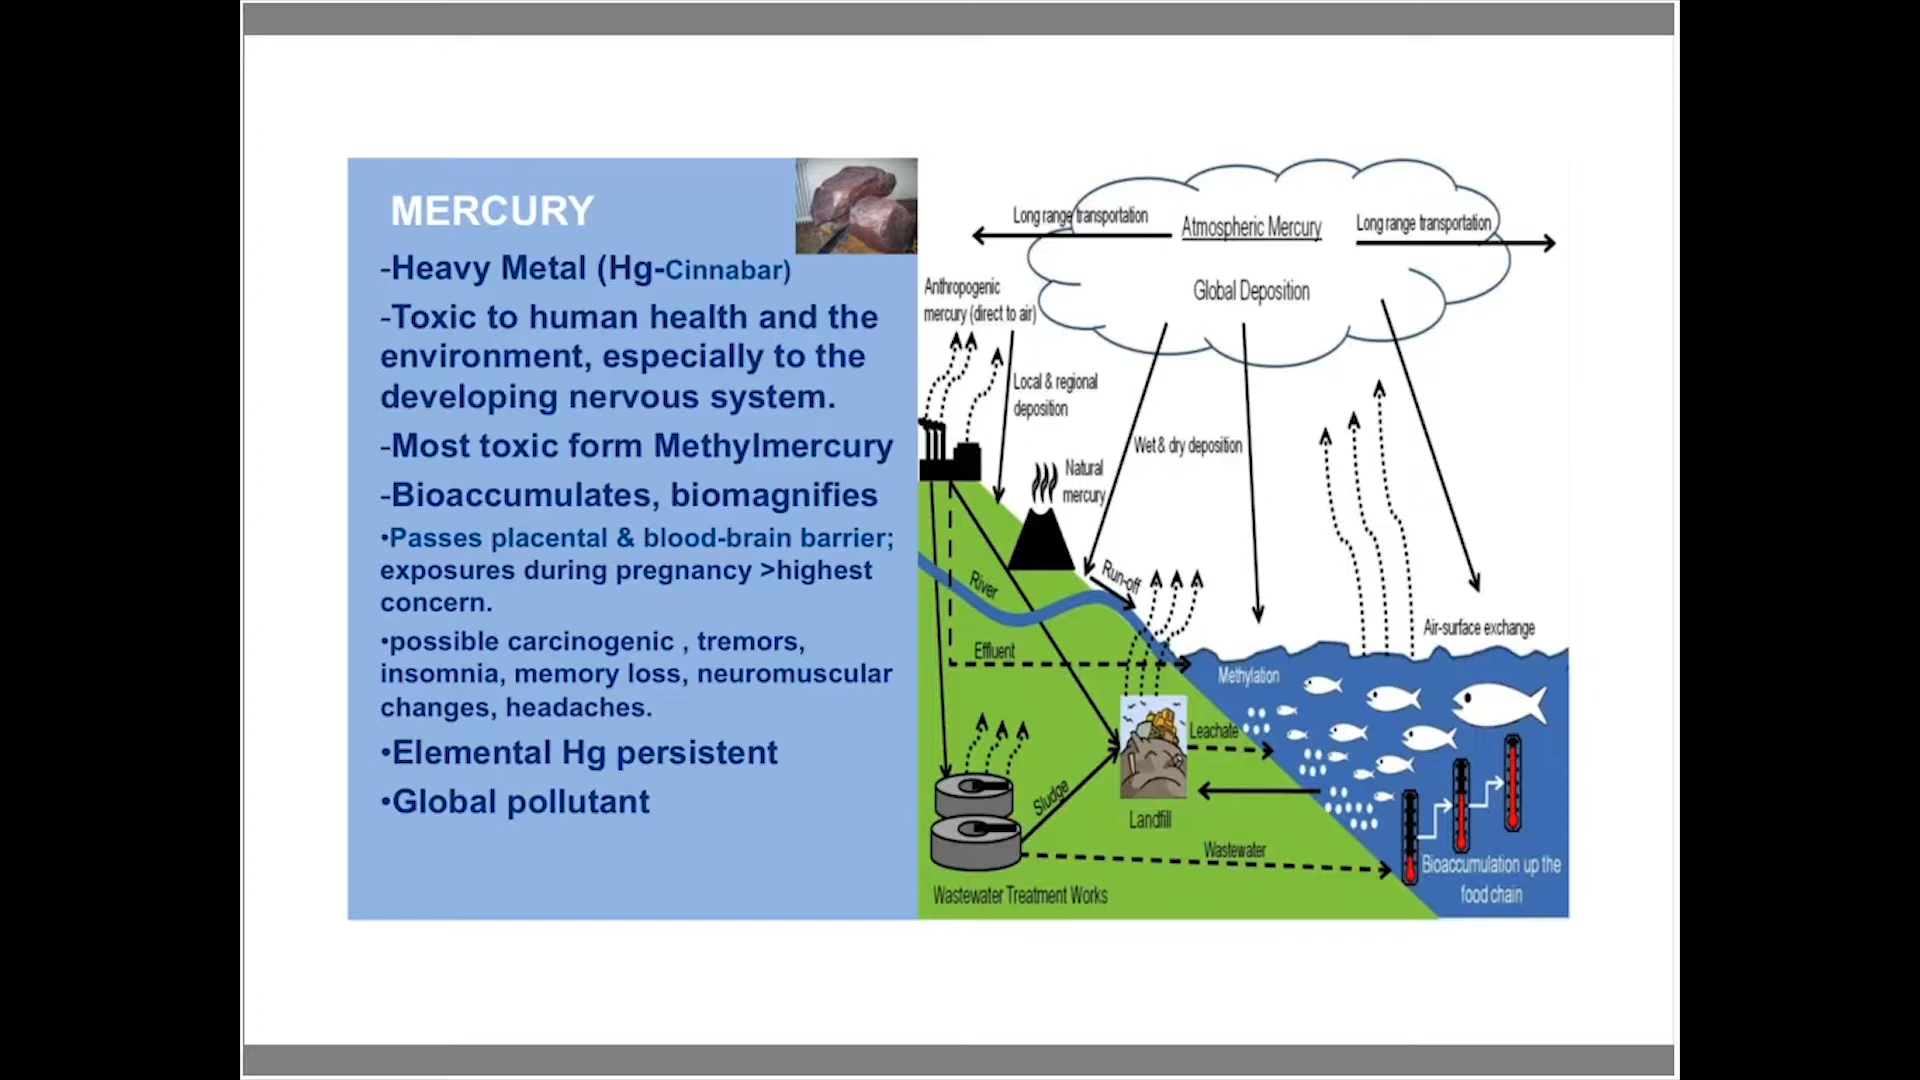 MERCURY
-Heavy Metal (Hg-Cinnabar)
-Toxic to human health and the
environment, especially to the
developing nervous system.
-Most toxic form Methylmercury
-Bioaccumulates, biomagnifies
•Passes placental & blood-brain barrier;
exposures during pregnancy >highest
concern.
•possible carcinogenic , tremors,
insomnia, memory loss, neuromuscular
changes, headaches.
•Elemental Hg persistent
•Global pollutant
Long range transportation
Atmospheric Mercury
Long range transportation
Global Deposition
Anthropogenic
mercury (direct to air)
Local & regional
deposition
Wet & dry deposition
Natural
mercury
River
Run-off
Air-surface exchange
Effluent
Methylation
Leachate
Sludge
Landfill
Wastewater
Bioaccumulation up the
food chain
Wastewater Treatment Works